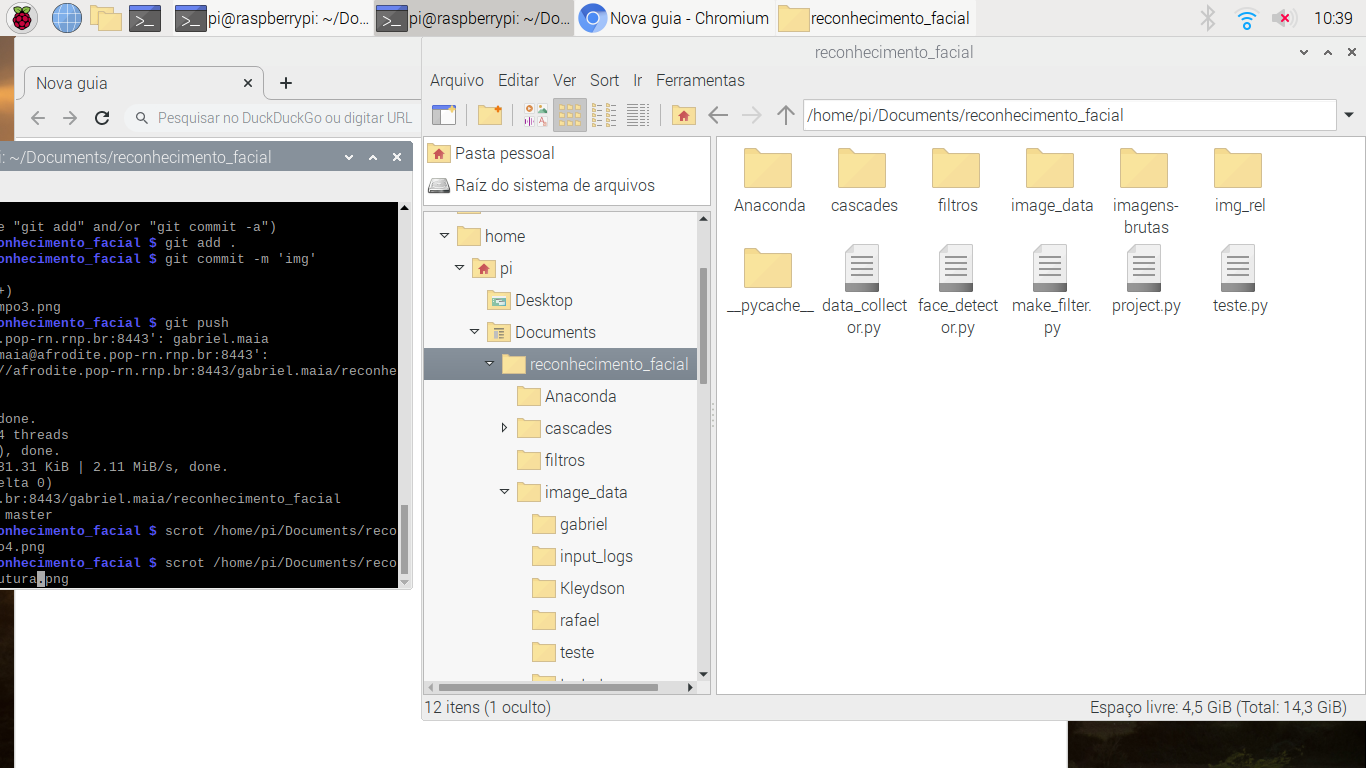 pi@raspberrypi: ~/Do...
pi@raspberrypi: ~/Do...
Nova guia - Chromium
reconhecimento_facial
10:39
Nova guia
Pesquisar no DuckDuckGo ou digitar URL
i: ~/Documents/reconhecimento_facial
e "git add" and/or "git commit -a")
onhecimento_facial $ git add .
onhecimento_facial $ git commit -m 'img'
+)
mpo3.png
onhecimento_facial $ git push
.pop-rn.rnp.br:8443': gabriel.maia
maia@afrodite.pop-rn.rnp.br:8443':
//afrodite.pop-rn.rnp.br:8443/gabriel.maia/reconhe
done.
4 threads
), done.
31.31 KiB | 2.11 MiB/s, done.
elta 0)
.br:8443/gabriel.maia/reconhecimento_facial
master
onhecimento_facial $ scrot /home/pi/Documents/reco
o4.png
onhecimento_facial $ scrot /home/pi/Documents/reco
utura.png
reconhecimento_facial
Arquivo Editar Ver Sort Ir Ferramentas
/home/pi/Documents/reconhecimento_facial
Pasta pessoal
Raíz do sistema de arquivos
home
pi
Desktop
Documents
reconhecimento_facial
Anaconda
cascades
filtros
image_data
gabriel
input_logs
Kleydson
rafael
teste
Anaconda
cascades
filtros
image_data
imagens-
brutas
img_rel
__pycache__
data_collect
or.py
face_detect
or.py
make_filter.
py
project.py
teste.py
12 itens (1 oculto)
Espaço livre: 4,5 GiB (Total: 14,3 GiB)